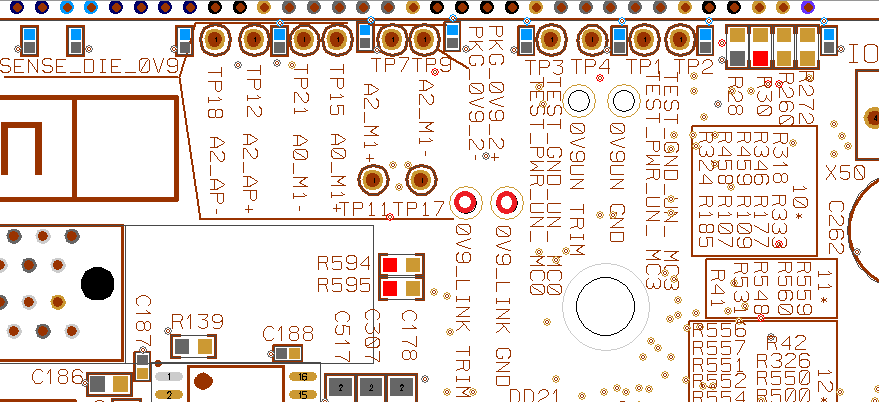 SENSE_DIE_0V9
TP7
TP9
TP3
TP4
TP1
TP2
IO
TP18 A2_AP-
TP12 A2_AP+
TP21 A0_M1-
TP15 A0_M1+
A2_M1+
A2_M1-
PKG_0V9_2-
PKG_0V9_2+
TEST_PWR_UN_MC0
TEST_GND_UN_MC0
0V9UN TRIM
0V9UN GND
TEST_PWR_UN_MC3
TEST_GND_UN_MC3
R28
R30
R260
R272
TP11
TP17
R324 R185
R458 R107
R459 R109
R346 R177
R318 R333
10*
X50
C262
0V9_LINK TRIM
0V9_LINK GND
R594
R595
R41
R531
R548
R560
R559
11*
C187
R139
C188
C517
C307
C178
C186
R556
R557
R551
R552
R554
R42
R326
R550
R500
12*
DD21
1
2
16
15
2
2
2
4